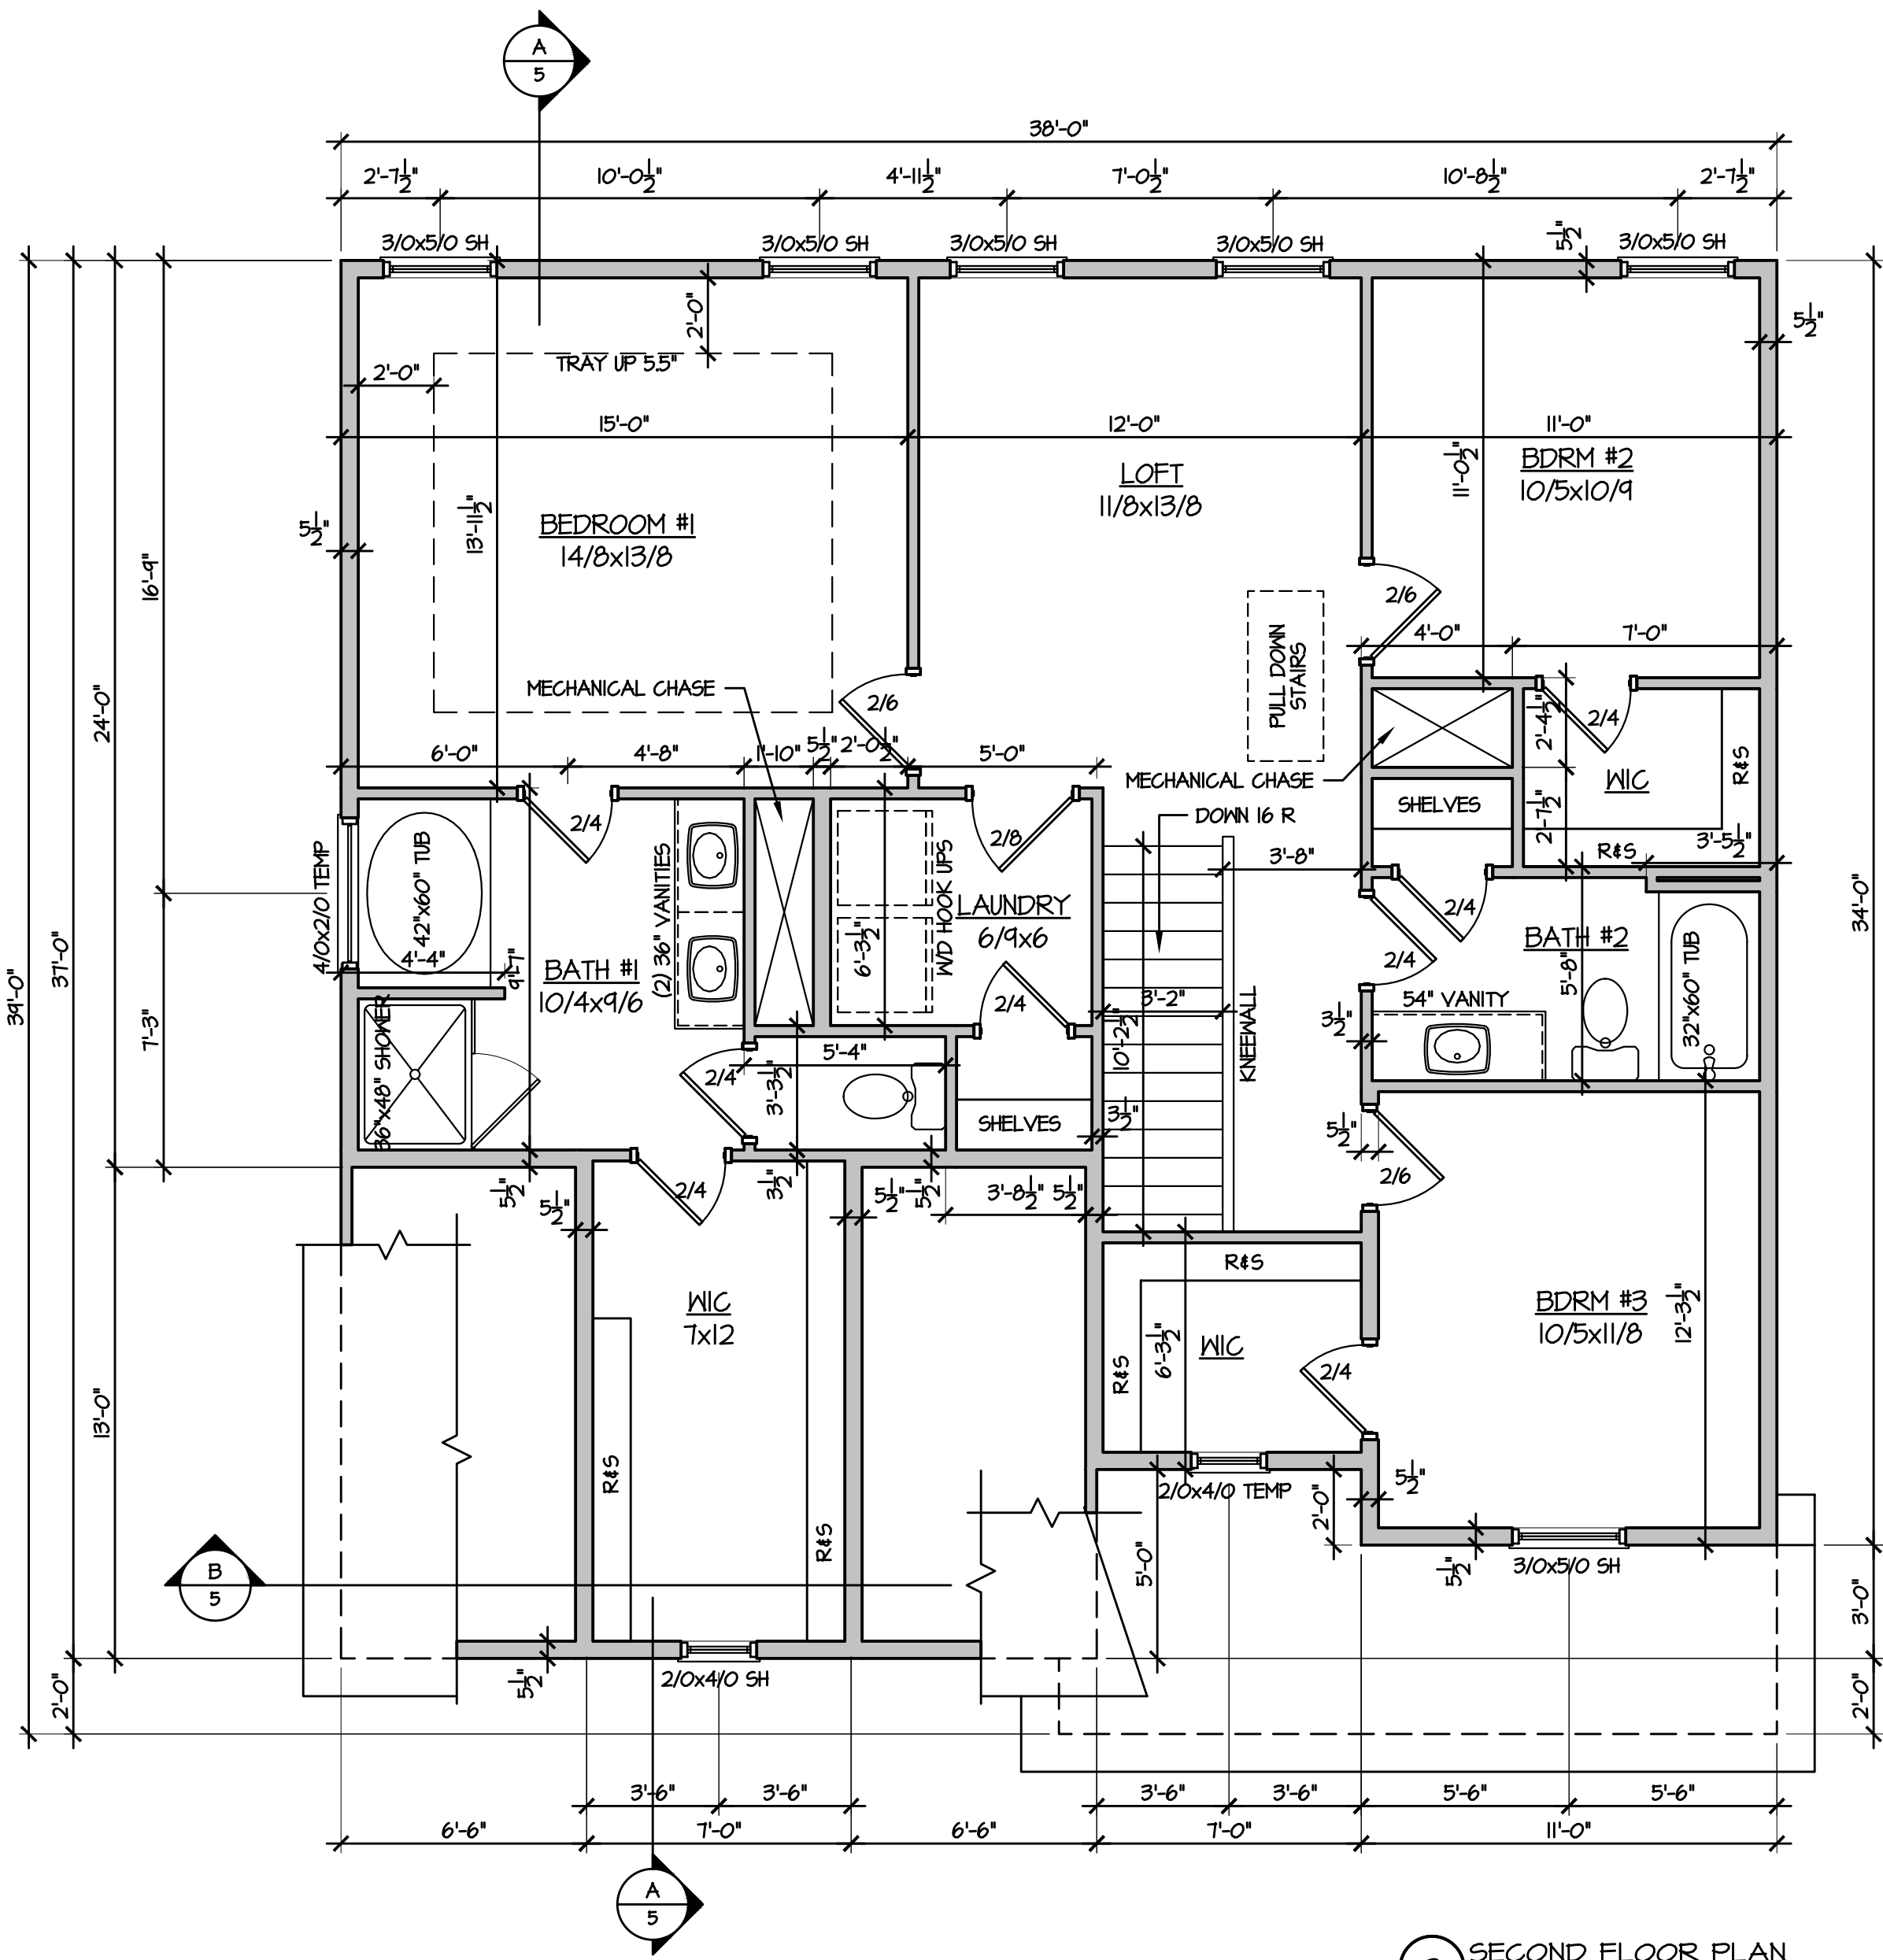 A
5
38'-0"
2'-7 1/2"
10'-0 1/2"
4'-11 1/2"
7'-0 1/2"
10'-8 1/2"
2'-7 1/2"
3/0x5/0 SH
3/0x5/0 SH
3/0x5/0 SH
3/0x5/0 SH
5 1/2"
3/0x5/0 SH
2'-0"
5 1/2"
TRAY UP 5.5"
2'-0"
15'-0"
12'-0"
11'-0"
11'-0 1/2"
BDRM #2
10/5x10/9
LOFT
11/8x13/8
13'-11 1/2"
5 1/2"
BEDROOM #1
14/8x13/8
16'-9"
2/6
4'-0"
7'-0"
PULL DOWN
STAIRS
24'-0"
MECHANICAL CHASE
2/6
2'-4 1/2"
2/4
6'-0"
4'-8"
1'-10"
5 1/2"
2'-0 1/2"
5'-0"
MECHANICAL CHASE
WIC
R&S
SHELVES
DOWN 16 R
2'-7 1/2"
2/4
2/8
3'-8"
R&S
3'-5 1/2"
4/0x2/0 TEMP
42"x60" TUB
(2) 36" VANITIES
W/D HOOK UPS
LAUNDRY
6/9x6
6'-3 1/2"
2/4
2/4
BATH #2
34'-0"
37'-0"
39'-0"
4'-4"
9'-7"
BATH #1
10/4x9/6
5'-8"
32"x60" TUB
2/4
3'-2"
54" VANITY
36"x48" SHOWER
7'-3"
5'-4"
10'-2 1/2"
KNEEWALL
3 1/2"
2/4
3'-3 1/2"
SHELVES
3 1/2"
5 1/2"
2/6
5 1/2"
5 1/2"
2/4
3 1/2"
5 1/2"
5 1/2"
3'-8 1/2"
5 1/2"
R&S
WIC
7x12
R&S
6'-3 1/2"
WIC
2/4
BDRM #3
10/5x11/8
12'-3 1/2"
13'-0"
R&S
R&S
2/0x4/0 TEMP
2'-0"
5 1/2"
B
5
5'-0"
5 1/2"
3/0x5/0 SH
3'-0"
5 1/2"
2/0x4/0 SH
2'-0"
2'-0"
3'-6"
3'-6"
3'-6"
3'-6"
5'-6"
5'-6"
6'-6"
7'-0"
6'-6"
7'-0"
11'-0"
A
5
SECOND FLOOR PLAN